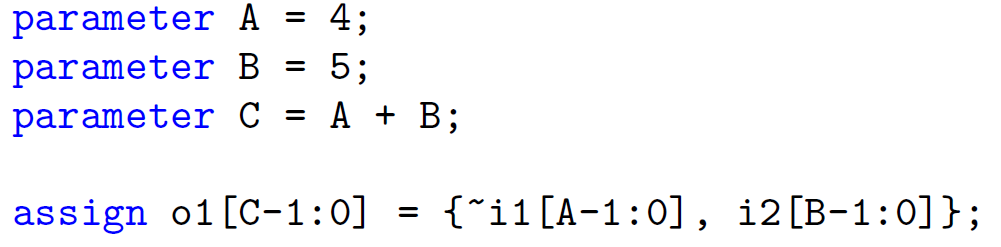 parameter A = 4;
parameter B = 5;
parameter C = A + B;
assign o1[C-1:0] = {~i1[A-1:0], i2[B-1:0]};